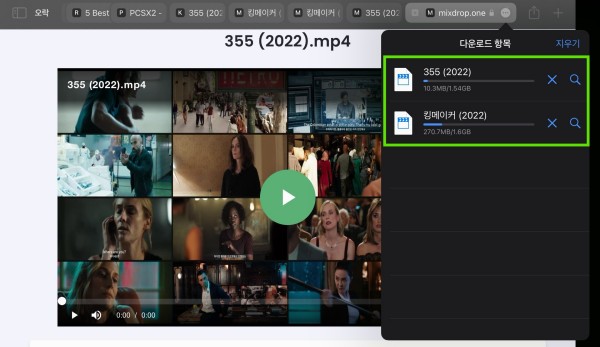 오락
R 5 Best
P PCSX2 -
K 355 (20:
M 킹메이커 (
M 킹메이커 (
M 355 (202
M mixdrop.one
355 (2022).mp4
355 (2022).mp4
다운로드 항목
지우기
355 (2022)
10.3MB/1.54GB
킹메이커 (2022)
270.7MB/1.6GB
METRO
0:00 / 0:00